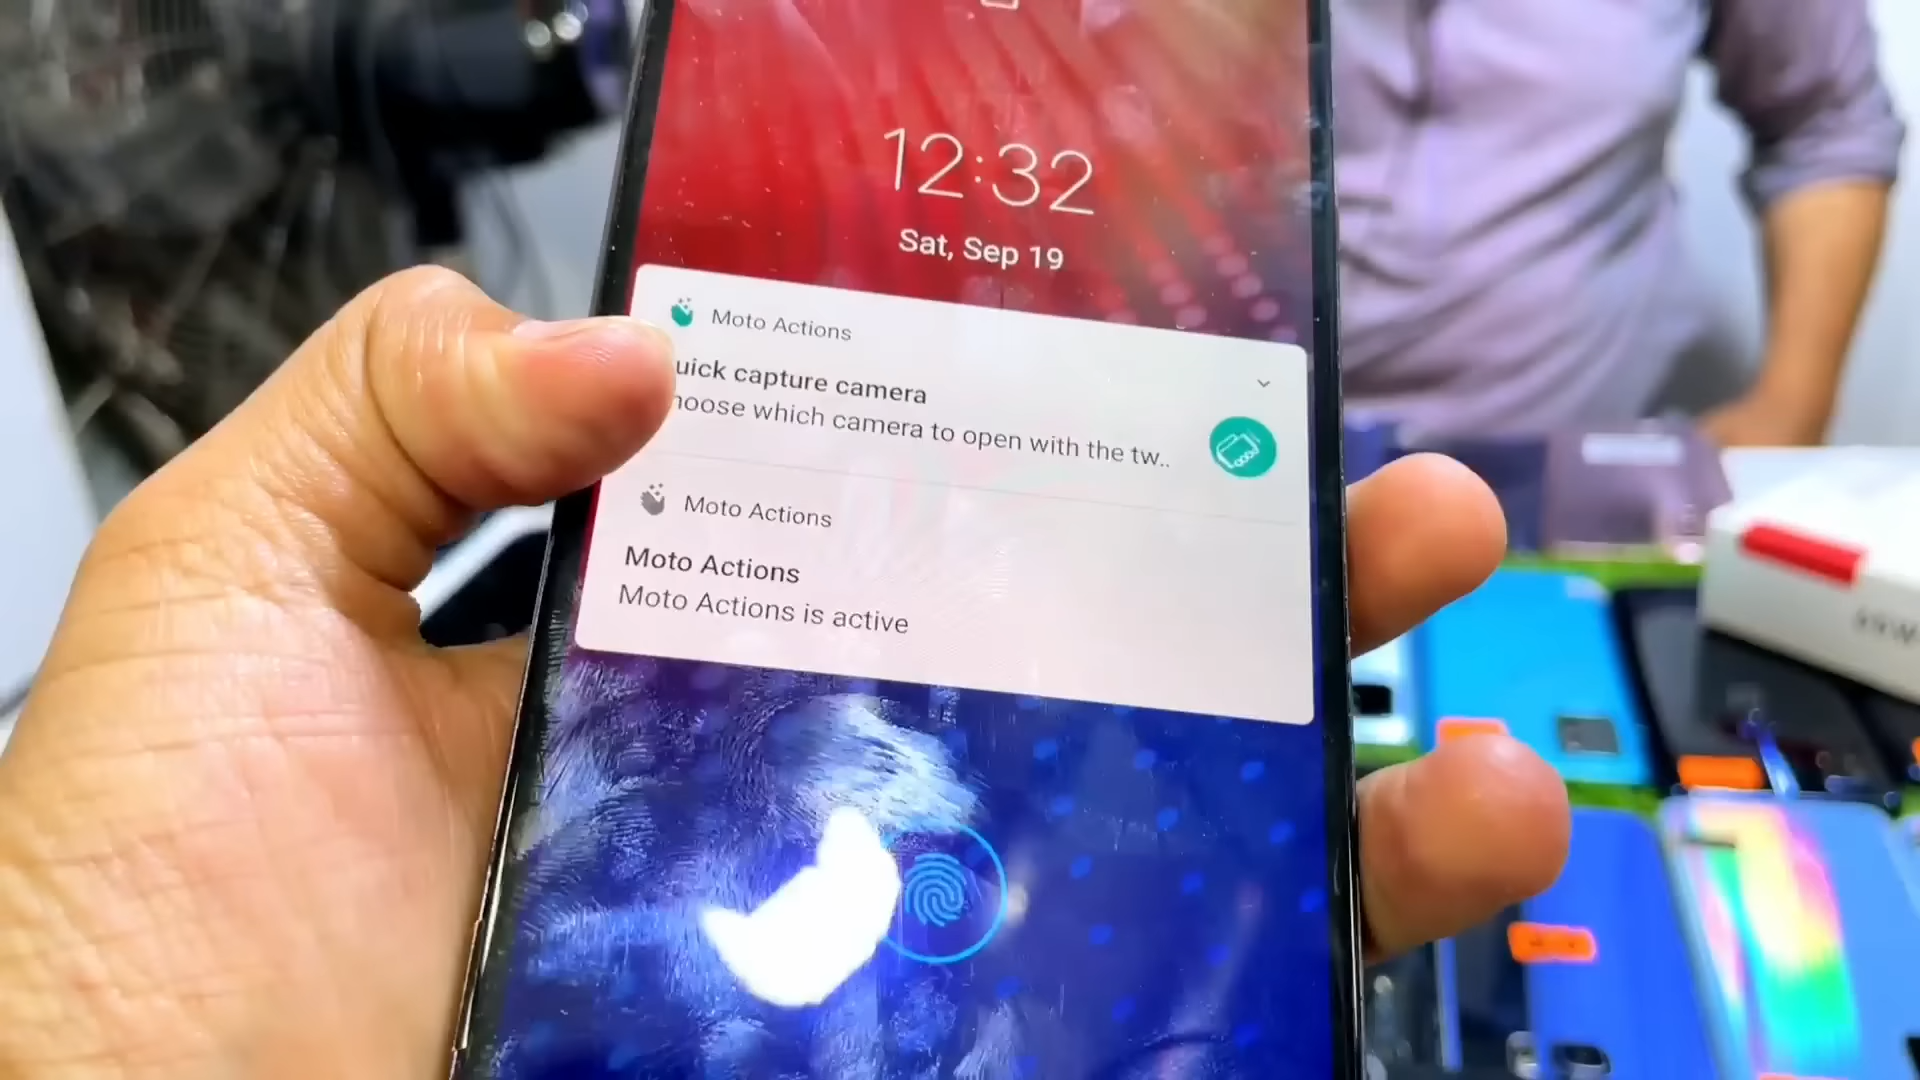 12:32
Sat, Sep 19
Moto Actions
uick capture camera
hoose which camera to open with the tw..
Moto Actions
Moto Actions
Moto Actions is active